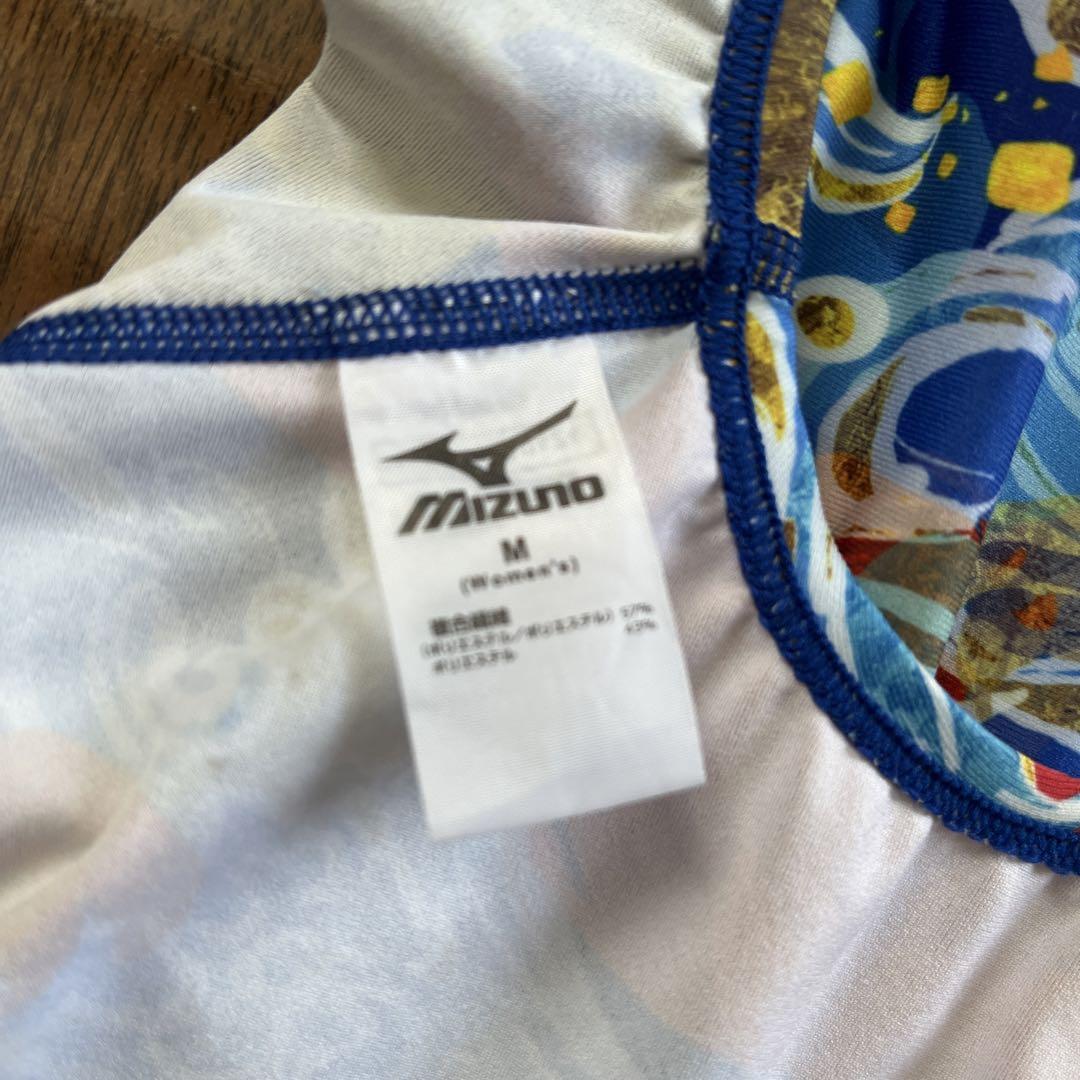 MIZUNO
M
(Women's)
複合繊維
(ポリエステル/ポリエステル) 57%
ポリエステル 43%